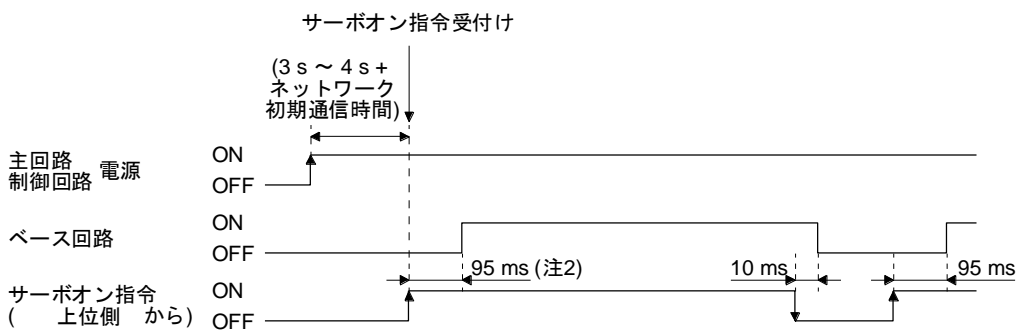 サーボオン指令受付け
(3 s ~ 4 s +
ネットワーク
初期通信時間)
主回路
制御回路 電源
ON
OFF
ベース回路
ON
OFF
95 ms (注2)
10 ms
95 ms
サーボオン指令
( 上位側 から)
ON
OFF